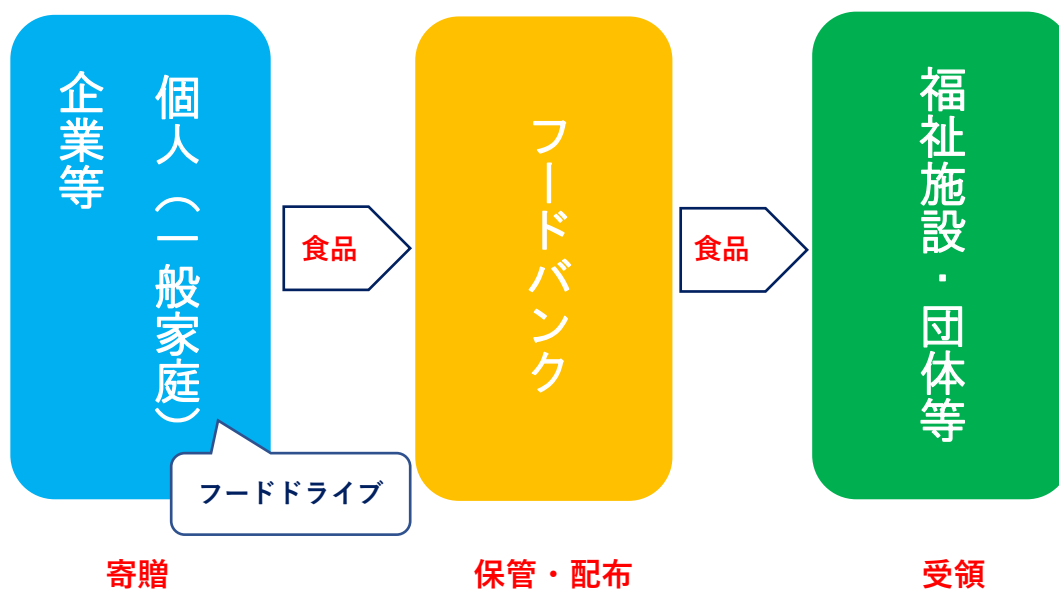 個人（一般家庭）
企業等
フードドライブ
寄贈
食品
フードバンク
保管・配布
食品
福祉施設・団体等
受領